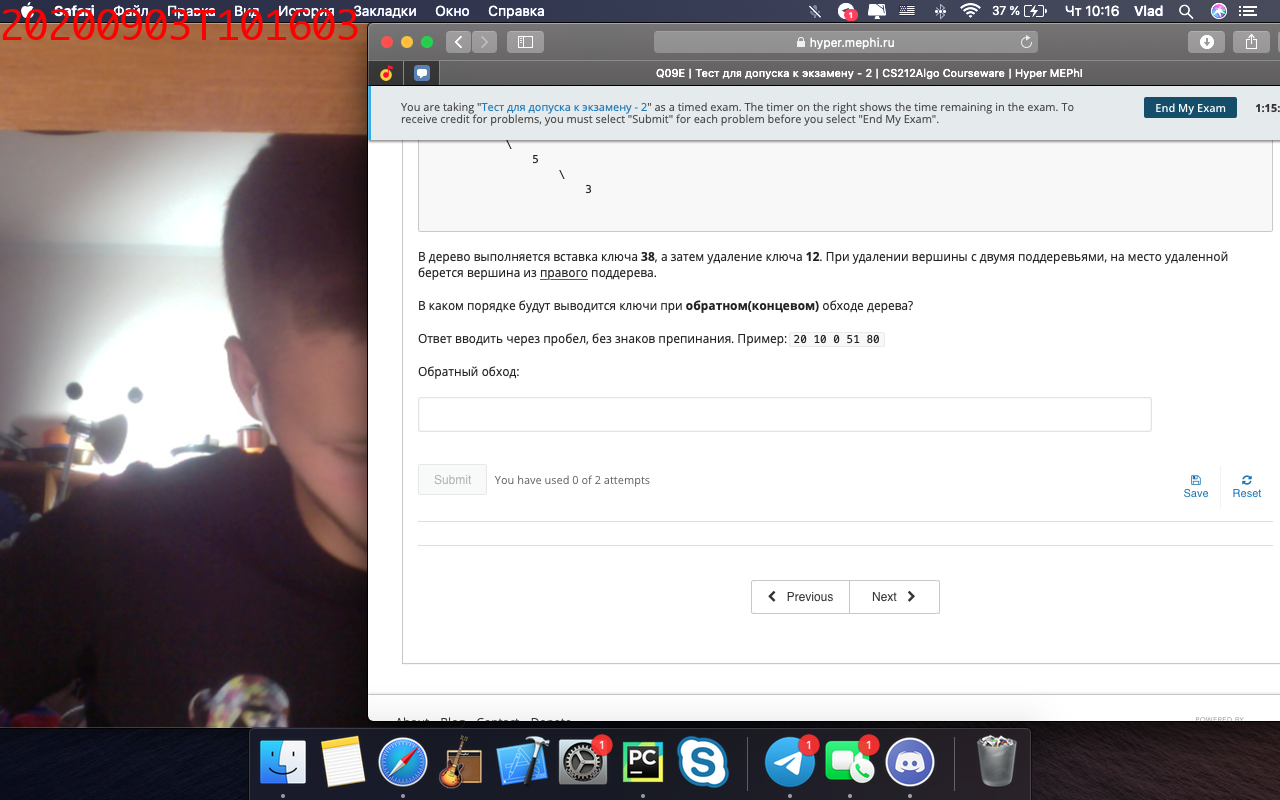 20200903T101603
Safari Файл Правка Вид История Закладки Окно Справка
1 37 % Чт 10:16 Vlad
hyper.mephi.ru
Q09E | Тест для допуска к экзамену - 2 | CS212Algo Courseware | Hyper MEPhI
You are taking "Тест для допуска к экзамену - 2" as a timed exam. The timer on the right shows the time remaining in the exam. To
receive credit for problems, you must select "Submit" for each problem before you select "End My Exam".
End My Exam
1:15:
\
5
\
3
В дерево выполняется вставка ключа 38, а затем удаление ключа 12. При удалении вершины с двумя поддеревьями, на место удаленной
берется вершина из правого поддерева.
В каком порядке будут выводится ключи при обратном(концевом) обходе дерева?
Ответ вводить через пробел, без знаков препинания. Пример: 20 10 0 51 80
Обратный обход:
Submit You have used 0 of 2 attempts
Save Reset
Previous Next
About Blog Contact Donate
POWERED BY
1
PC
S
1
1